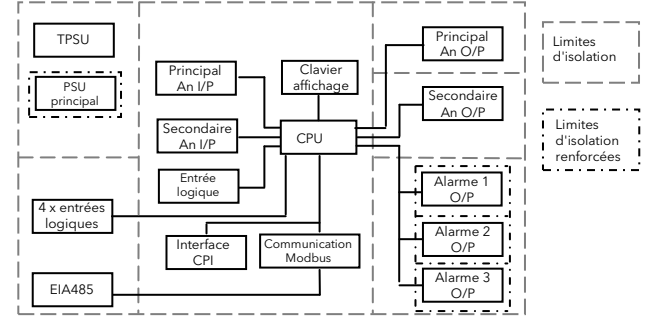 TPSU
PSU
principal
4 x entrées
logiques
EIA485
Principal
An I/P
Secondaire
An I/P
Entrée
logique
Clavier
affichage
CPU
Interface
CPI
Communication
Modbus
Principal
An O/P
Secondaire
An O/P
Alarme 1
O/P
Alarme 2
O/P
Alarme 3
O/P
Limites
d'isolation
Limites
d'isolation
renforcées